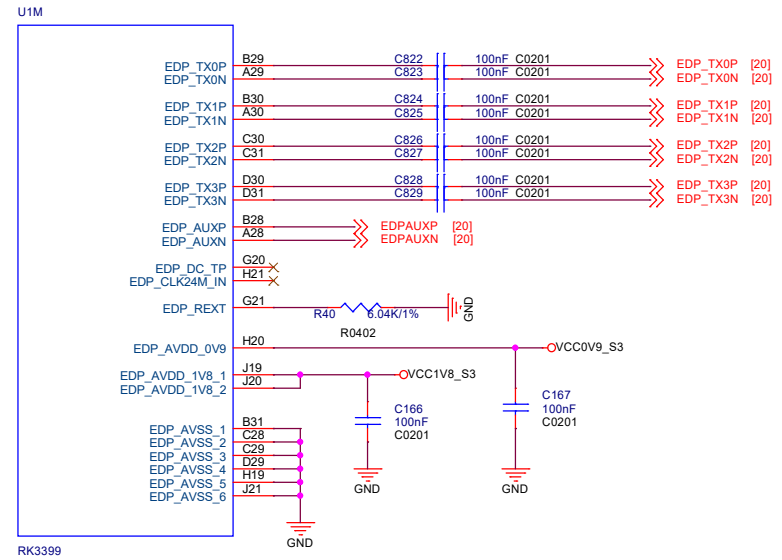 U1M
EDP_TX0P B29 C822 100nF C0201 EDP_TX0P [20]
EDP_TX0N A29 C823 100nF C0201 EDP_TX0N [20]
EDP_TX1P B30 C824 100nF C0201 EDP_TX1P [20]
EDP_TX1N A30 C825 100nF C0201 EDP_TX1N [20]
EDP_TX2P C30 C826 100nF C0201 EDP_TX2P [20]
EDP_TX2N C31 C827 100nF C0201 EDP_TX2N [20]
EDP_TX3P D30 C828 100nF C0201 EDP_TX3P [20]
EDP_TX3N D31 C829 100nF C0201 EDP_TX3N [20]
EDP_AUXP B28 EDPAUXP [20]
EDP_AUXN A28 EDPAUXN [20]
EDP_DC_TP G20
EDP_CLK24M_IN H21
EDP_REXT G21 R40 6.04K/1% GND
R0402
EDP_AVDD_0V9 H20 VCC0V9_S3
EDP_AVDD_1V8_1 J19 VCC1V8_S3
EDP_AVDD_1V8_2 J20
C167
100nF
C0201
C166
100nF
C0201
EDP_AVSS_1 B31
EDP_AVSS_2 C28
EDP_AVSS_3 C29
EDP_AVSS_4 D29
EDP_AVSS_5 H19
EDP_AVSS_6 J21
GND GND
GND
RK3399